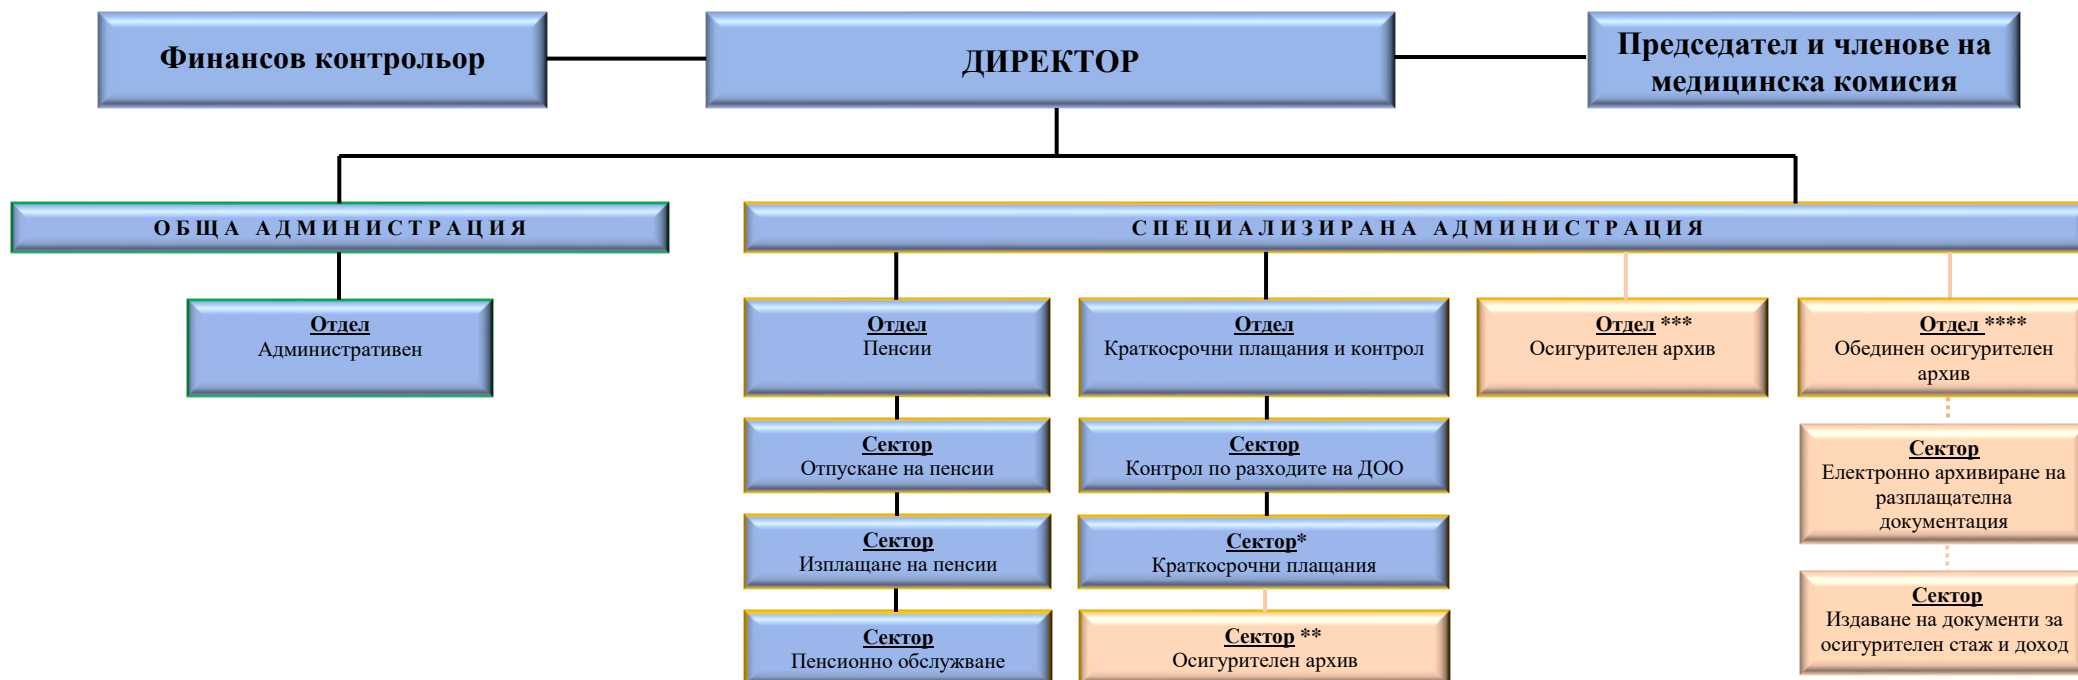 Финансов контрольор
ДИРЕКТОР
Председател и членове на
медицинска комисия
ОБЩА АДМИНИСТРАЦИЯ
СПЕЦИАЛИЗИРАНА АДМИНИСТРАЦИЯ
Отдел
Административен
Отдел
Пенсии
Сектор
Отпускане на пенсии
Сектор
Изплащане на пенсии
Сектор
Пенсионно обслужване
Отдел
Краткосрочни плащания и контрол
Сектор
Контрол по разходите на ДОО
Сектор*
Краткосрочни плащания
Сектор **
Осигурителен архив
Отдел ***
Осигурителен архив
Отдел ****
Обединен осигурителен
архив
Сектор
Електронно архивиране на
разплащателна
документация
Сектор
Издаване на документи за
осигурителен стаж и доход